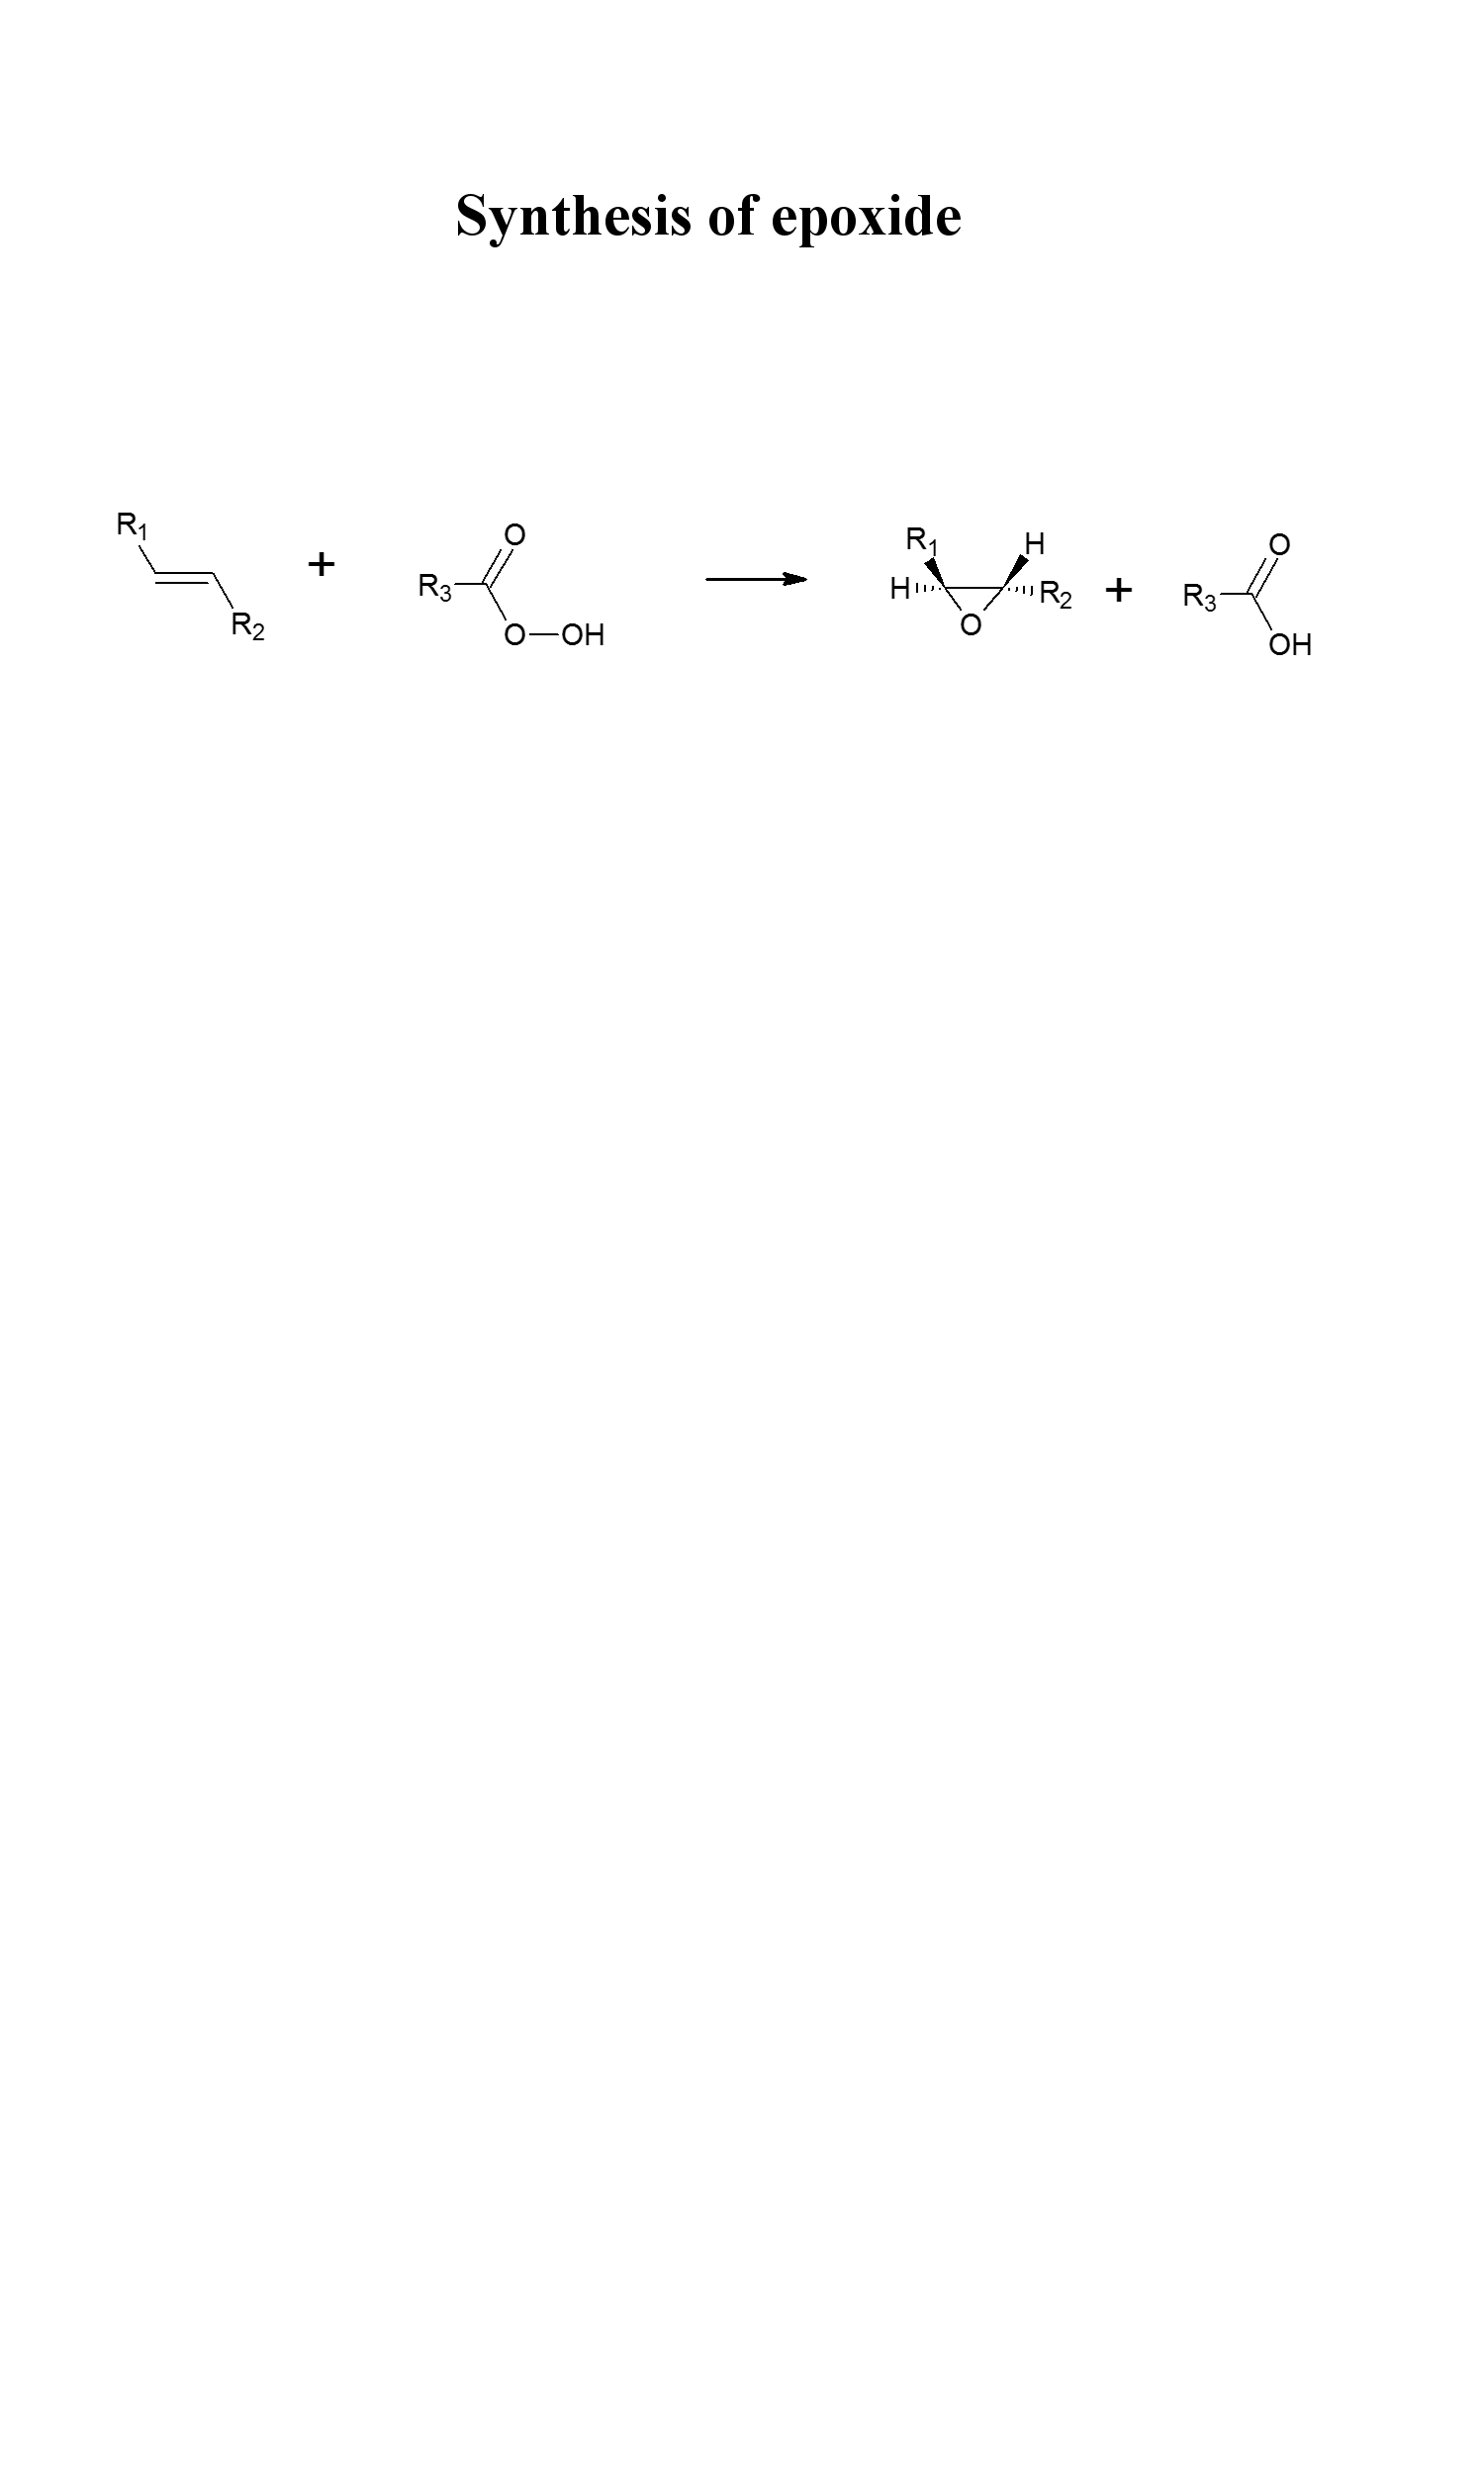 Synthesis of epoxide
R1 R2 + R3 O O OH R1 H H R2 O + R3 O OH